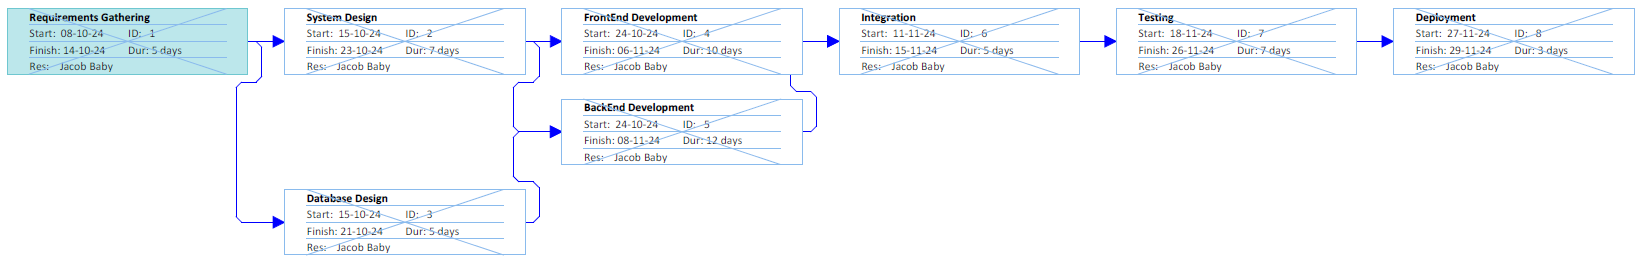 Requirements Gathering
Start: 08-10-24 ID: 1
Finish: 14-10-24 Dur: 5 days
Res: Jacob Baby
System Design
Start: 15-10-24 ID: 2
Finish: 23-10-24 Dur: 7 days
Res: Jacob Baby
FrontEnd Development
Start: 24-10-24 ID: 4
Finish: 06-11-24 Dur: 10 days
Res: Jacob Baby
Integration
Start: 11-11-24 ID: 6
Finish: 15-11-24 Dur: 5 days
Res: Jacob Baby
Testing
Start: 18-11-24 ID: 7
Finish: 26-11-24 Dur: 7 days
Res: Jacob Baby
Deployment
Start: 27-11-24 ID: 8
Finish: 29-11-24 Dur: 3 days
Res: Jacob Baby
BackEnd Development
Start: 24-10-24 ID: 5
Finish: 08-11-24 Dur: 12 days
Res: Jacob Baby
Database Design
Start: 15-10-24 ID: 3
Finish: 21-10-24 Dur: 5 days
Res: Jacob Baby